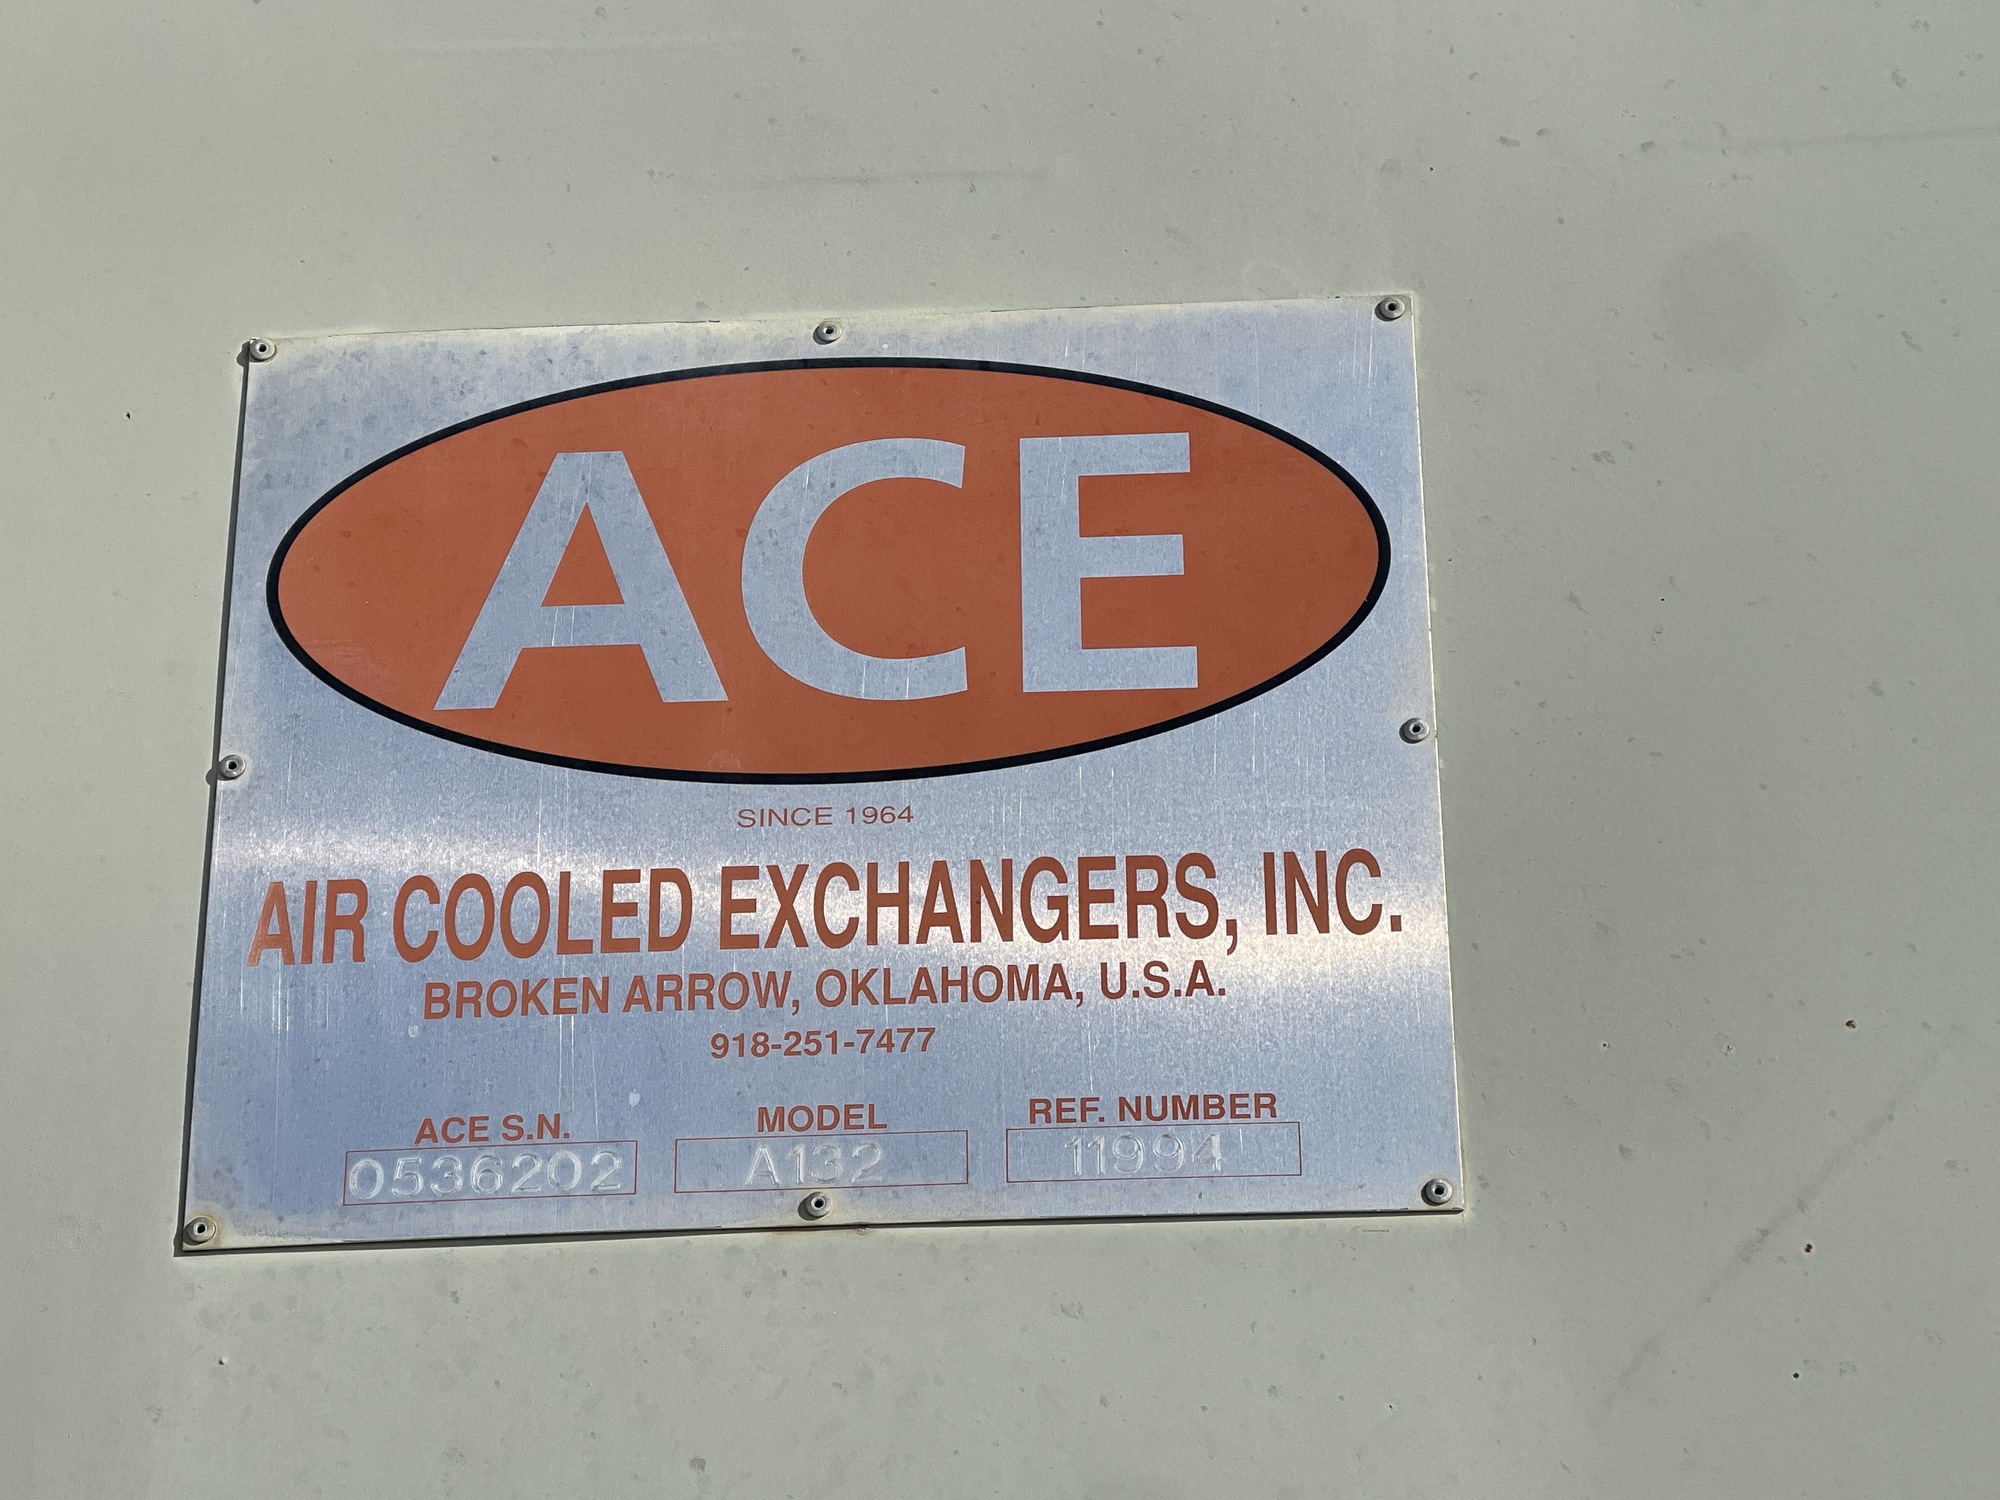 ACE
SINCE 1964
AIR COOLED EXCHANGERS, INC.
BROKEN ARROW, OKLAHOMA, U.S.A.
918-251-7477
ACE S.N. MODEL REF. NUMBER
0536202 A132 11994